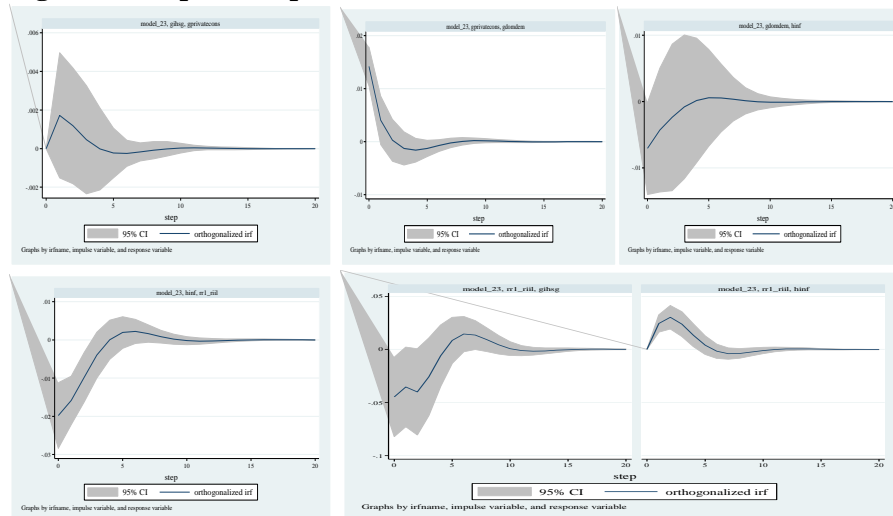 model_23, gihsg, gprivatecons
.006
.004
.002
0
-.002
0 5 10 15 20
step
95% CI orthogonalized irf
Graphs by irfname, impulse variable, and response variable
model_23, gprivatecons, gdomdem
.02
.01
0
-.01
0 5 10 15 20
step
95% CI orthogonalized irf
Graphs by irfname, impulse variable, and response variable
model_23, gdomdem, hinf
.01
0
-.01
0 5 10 15 20
step
95% CI orthogonalized irf
Graphs by irfname, impulse variable, and response variable
model_23, hinf, rr1_riil
.01
0
-.01
-.02
-.03
0 5 10 15 20
step
95% CI orthogonalized irf
Graphs by irfname, impulse variable, and response variable
model_23, rr1_riil, gihsg model_23, rr1_riil, hinf
.05
0
-.05
-.1
0 5 10 15 20 0 5 10 15 20
step
95% CI orthogonalized irf
Graphs by irfname, impulse variable, and response variable